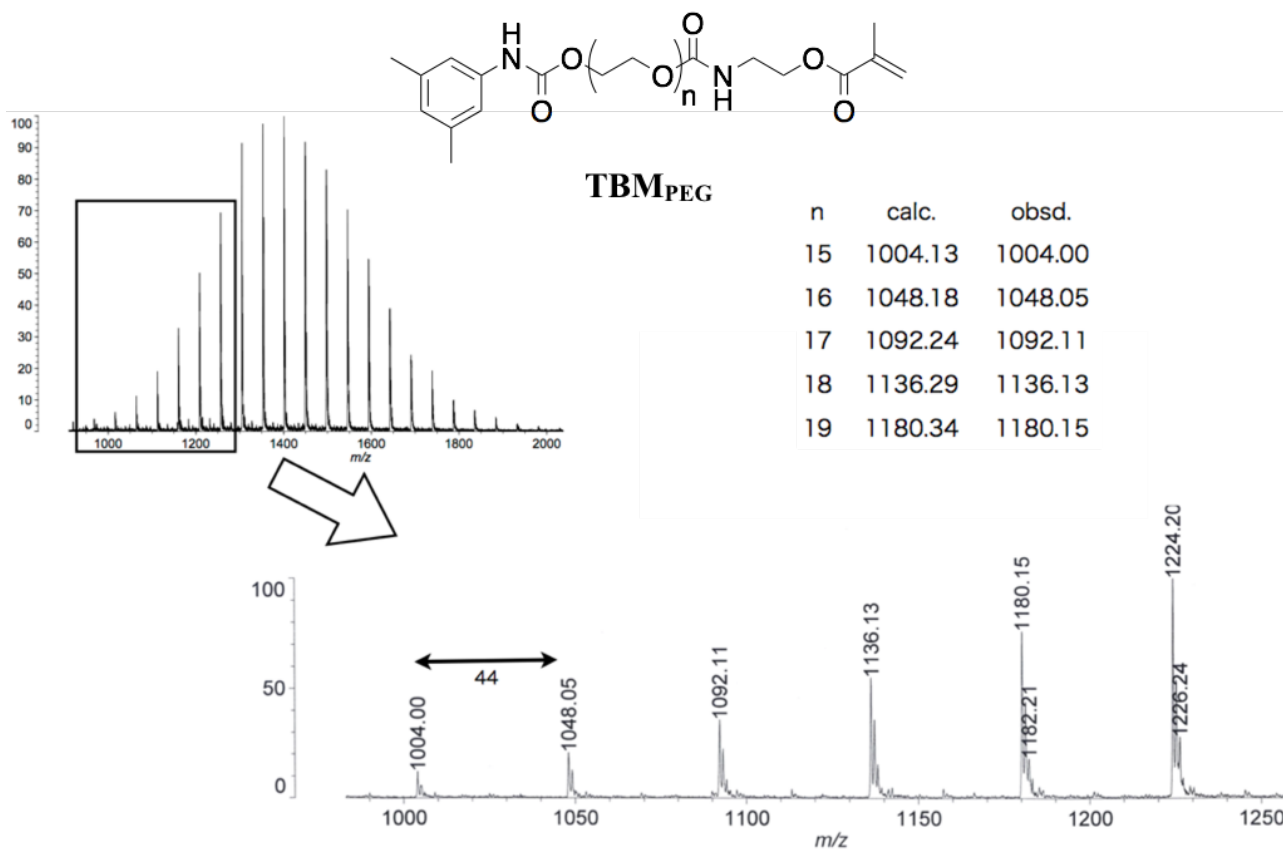 H
N
O
O
O
n
O
N
H
O
O
TBMPEG
n calc. obsd.
15 1004.13 1004.00
16 1048.18 1048.05
17 1092.24 1092.11
18 1136.29 1136.13
19 1180.34 1180.15
100
90
80
70
60
50
40
30
20
10
0
1000 1200 1400 1600 1800 2000
m/z
100
50
0
44
1004.00
1048.05
1092.11
1136.13
1180.15
1182.21
1224.20
1226.24
1000 1050 1100 1150 1200 1250
m/z